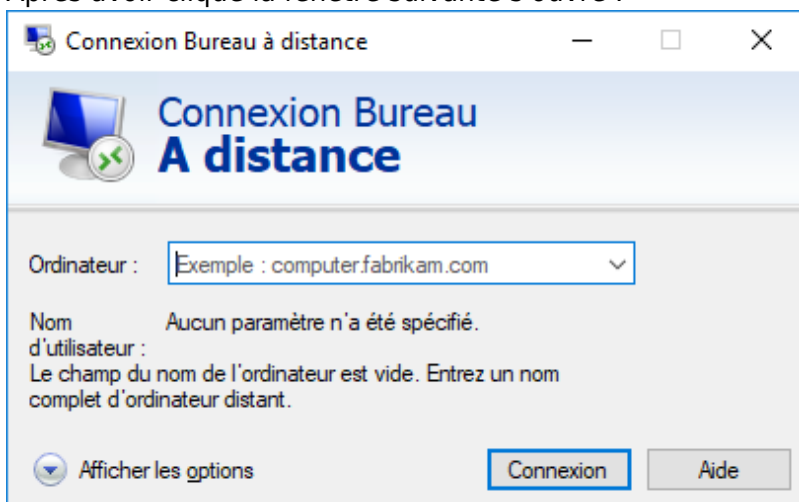 Connexion Bureau à distance
Connexion Bureau
A distance
Ordinateur :
Exemple : computer.fabrikam.com
Nom
d'utilisateur :
Aucun paramètre n'a été spécifié.
Le champ du nom de l'ordinateur est vide. Entrez un nom
complet d'ordinateur distant.
Afficher les options
Connexion
Aide